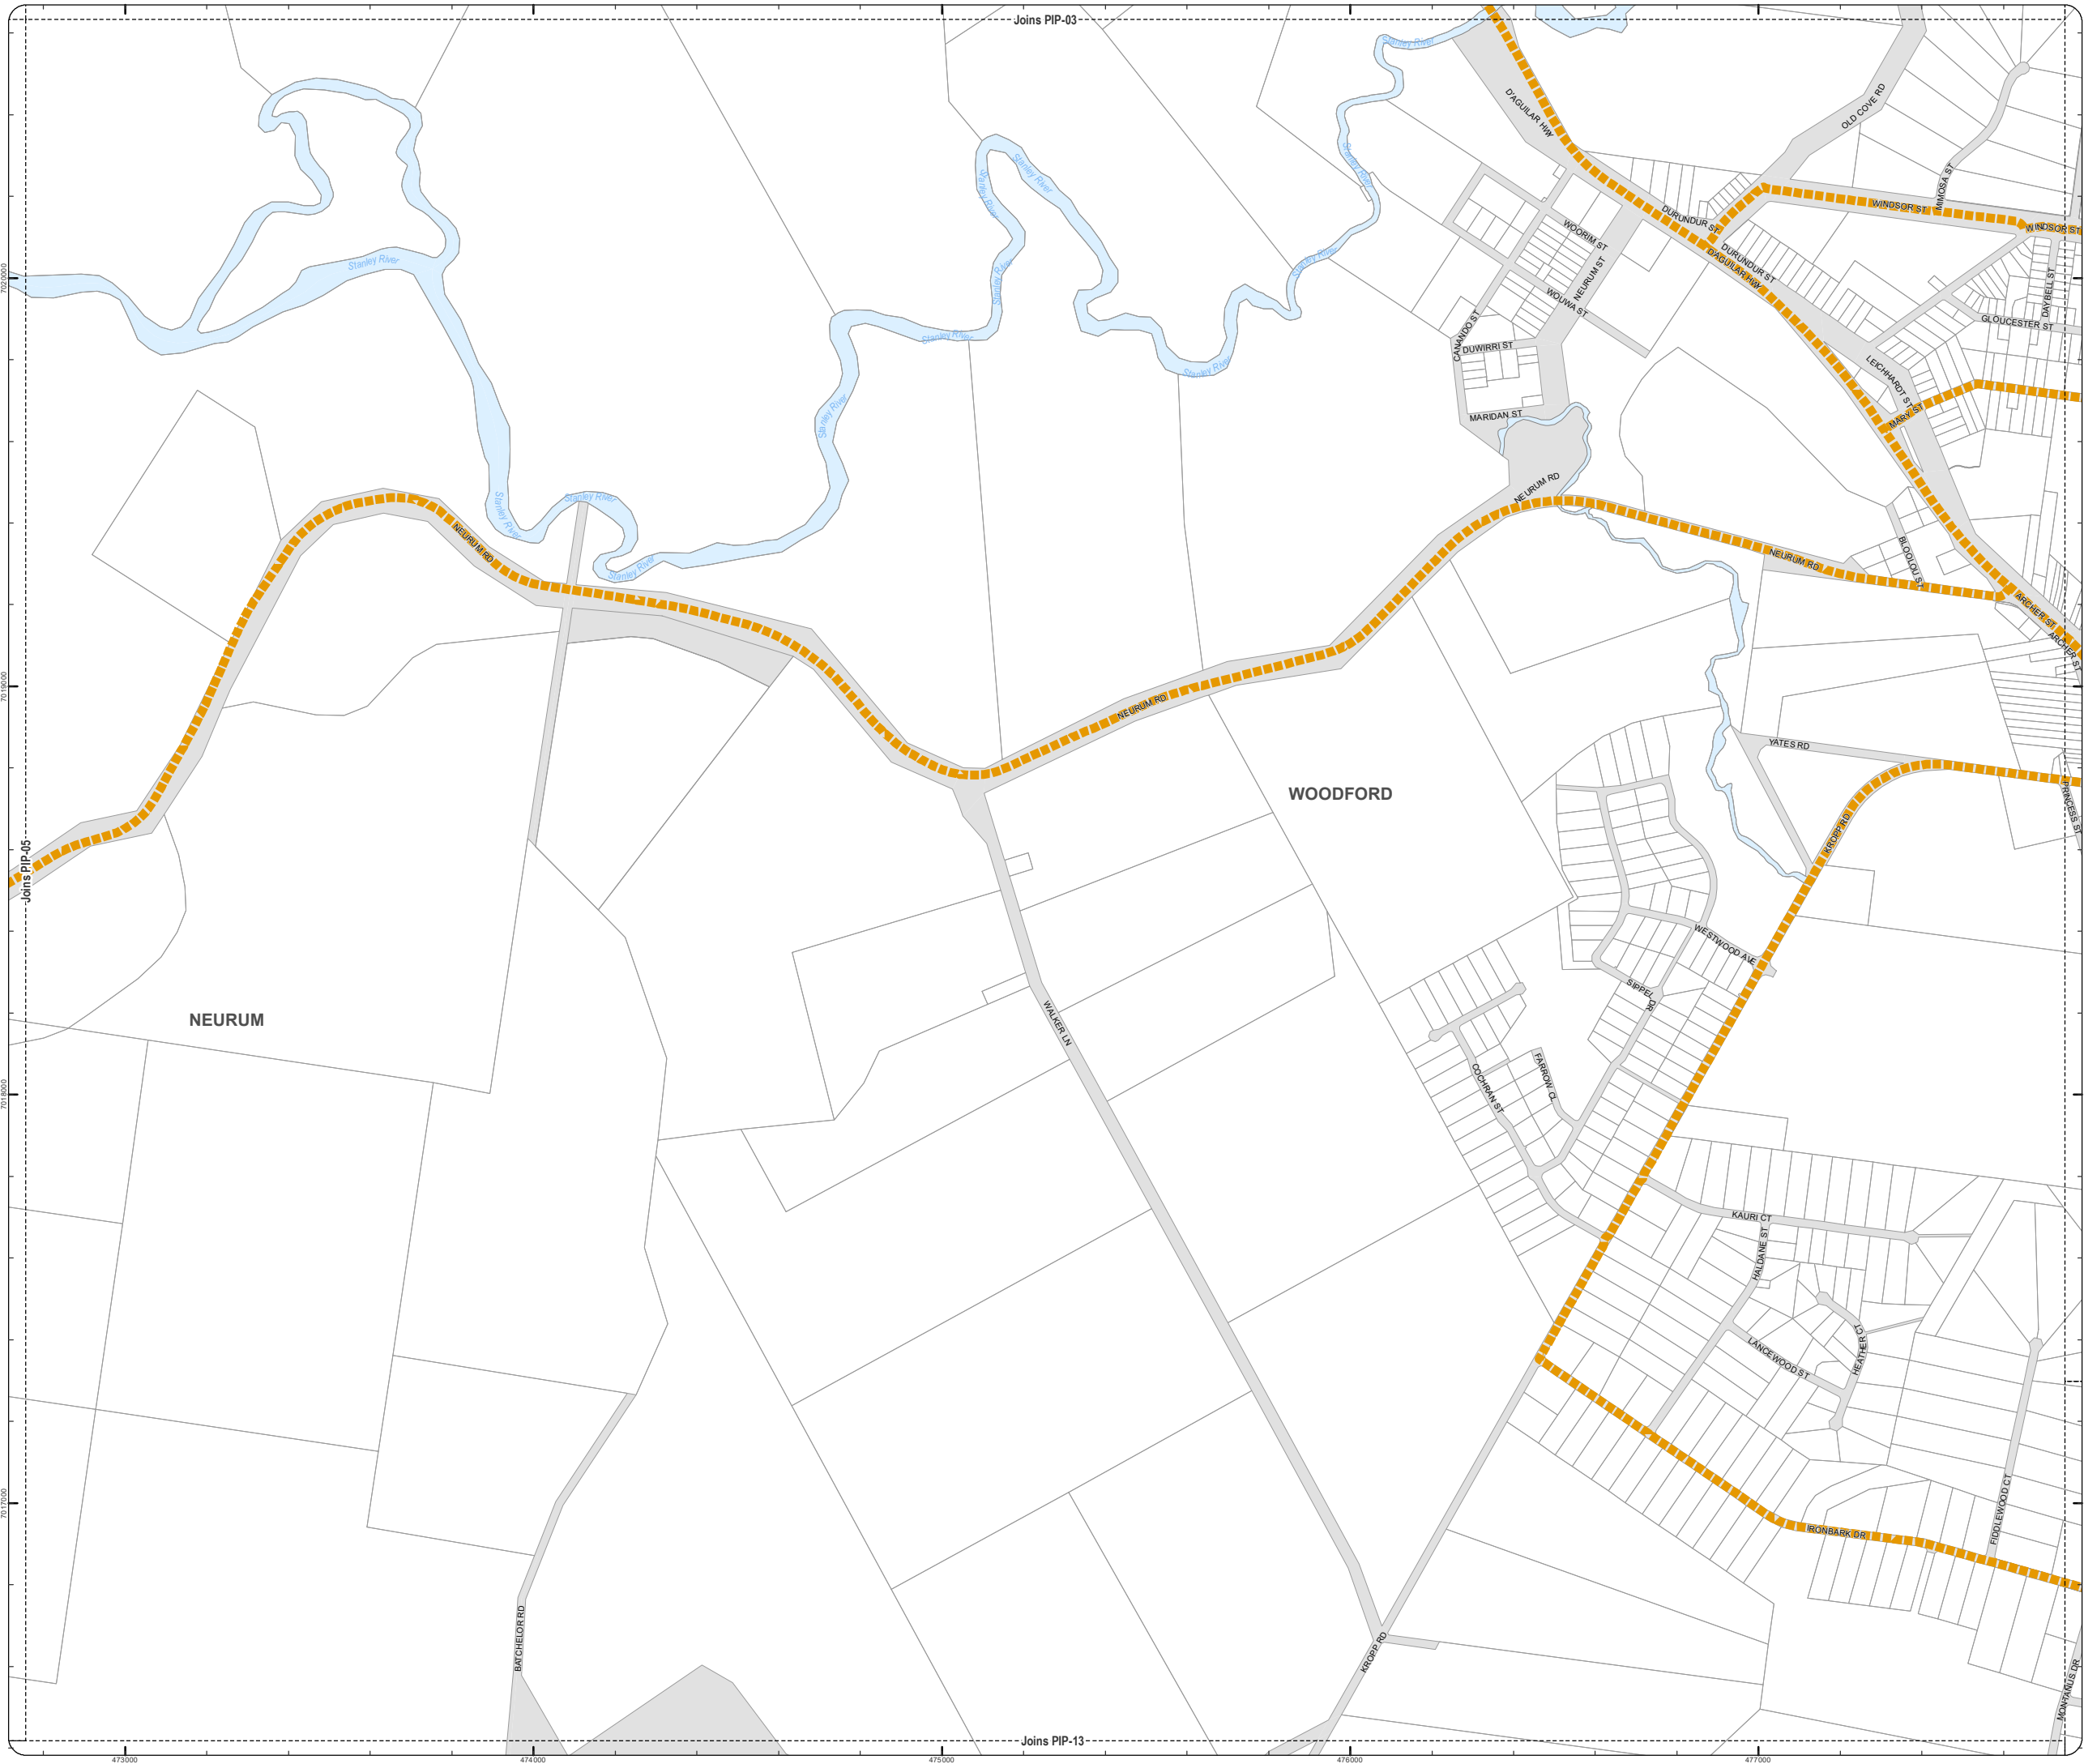 Joins PIP-03
Stanley River
D'AGUILAR HWY
OLD COVE RD
Stanley River
Stanley River
Stanley River
MIMOSA ST
WINDSOR ST
DURUNDUR ST
WINDSOR ST
WOORIM ST
Stanley River
Stanley River
Stanley River
DURUNDUR ST
D'AGUILAR HWY
NEURUM ST
DAYBELL ST
7020000
WOUWA ST
GLOUCESTER ST
Stanley River
CANANDO ST
DUWIRRI ST
Stanley River
LEICHHARDT ST
Stanley River
MARIDAN ST
MARY ST
NEURUM RD
Stanley River
Stanley River
NEURUM RD
NEURUM RD
BLOOLOU ST
Stanley River
ARCHER ST
ARCHER ST
7019000
NEURUM RD
YATES RD
WOODFORD
PRINCESS ST
KROPP RD
Joins PIP-05
WESTWOOD AVE
SIPPEL DR
NEURUM
WALKER LN
FARROW CL
COCHRAN ST
7018000
KAURI CT
HALDANE ST
HEATHER CT
LANCEWOOD ST
7017000
FIDDLEWOOD CT
IRONBARK DR
BATCHELOR RD
KROPP RD
MONTANUS DR
Joins PIP-13
473000
474000
475000
476000
477000